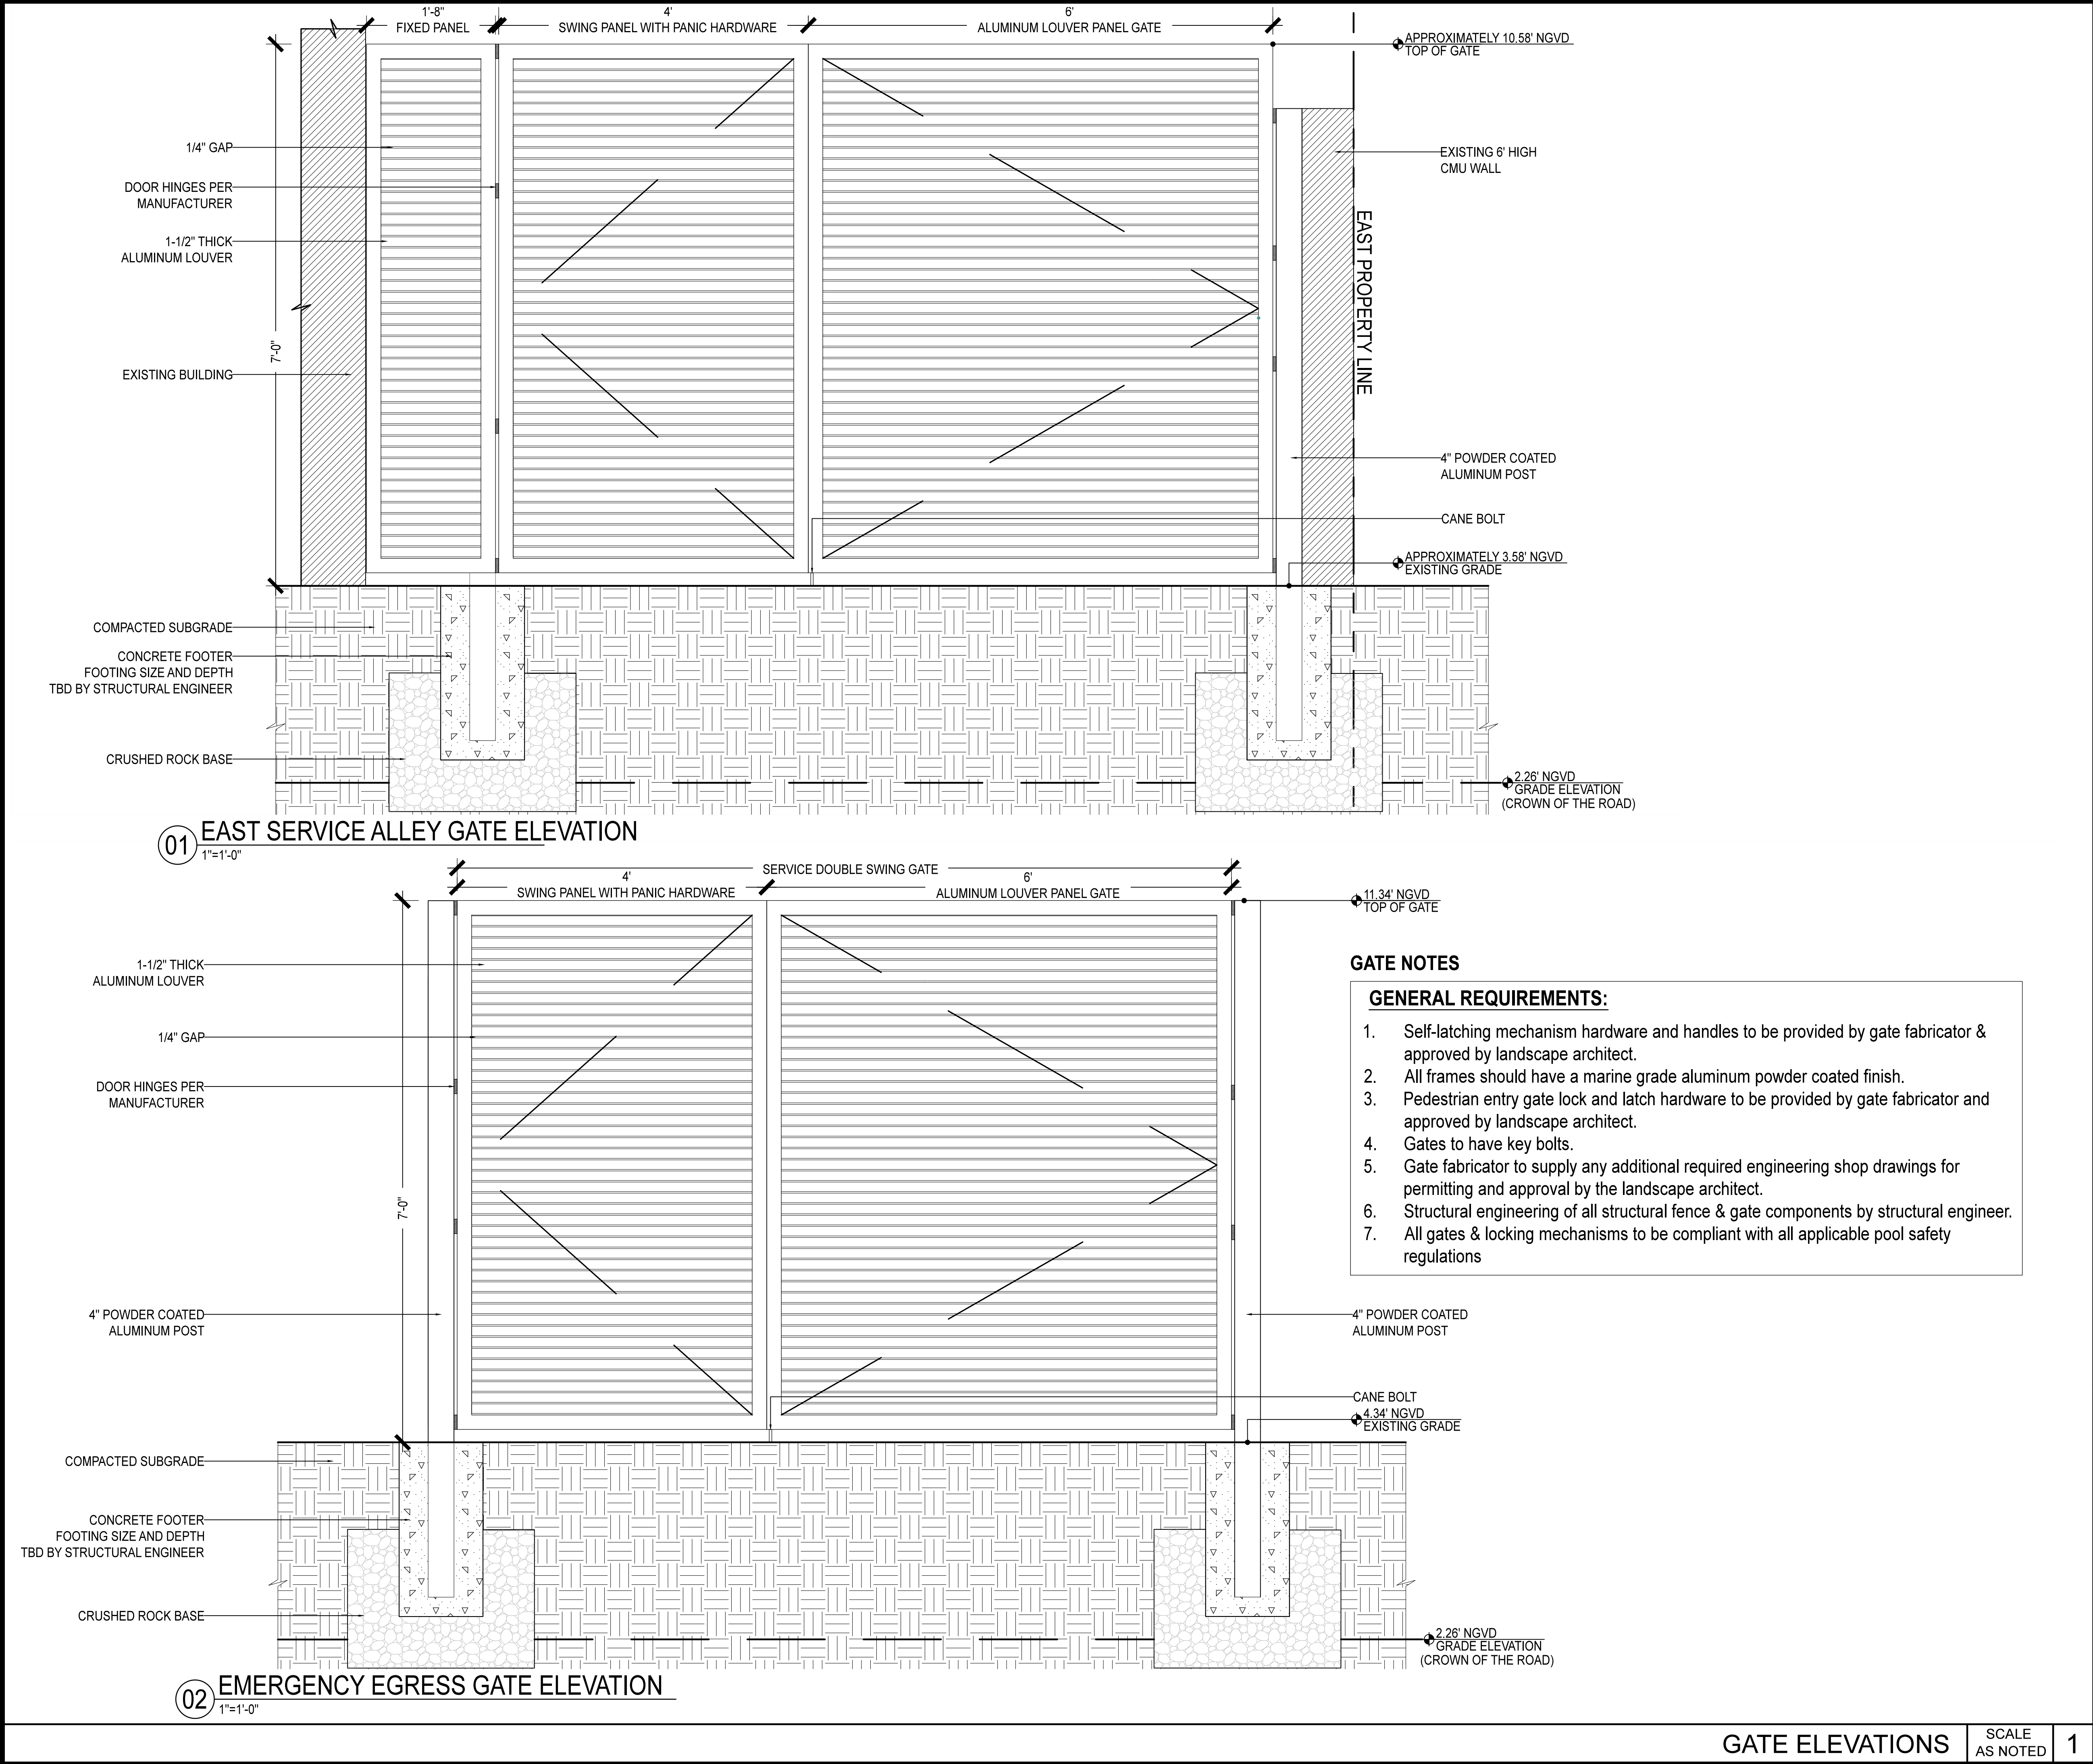 1'-8"
FIXED PANEL
4'
SWING PANEL WITH PANIC HARDWARE
6'
ALUMINUM LOUVER PANEL GATE
APPROXIMATELY 10.58' NGVD
TOP OF GATE
1/4" GAP
DOOR HINGES PER
MANUFACTURER
1-1/2" THICK
ALUMINUM LOUVER
7'-0"
EXISTING BUILDING
EXISTING 6' HIGH
CMU WALL
EAST PROPERTY LINE
4" POWDER COATED
ALUMINUM POST
CANE BOLT
APPROXIMATELY 3.58' NGVD
EXISTING GRADE
COMPACTED SUBGRADE
CONCRETE FOOTER
FOOTING SIZE AND DEPTH
TBD BY STRUCTURAL ENGINEER
CRUSHED ROCK BASE
2.26' NGVD
GRADE ELEVATION
(CROWN OF THE ROAD)
01
EAST SERVICE ALLEY GATE ELEVATION
1"=1'-0"
SERVICE DOUBLE SWING GATE
4'
SWING PANEL WITH PANIC HARDWARE
6'
ALUMINUM LOUVER PANEL GATE
11.34' NGVD
TOP OF GATE
1-1/2" THICK
ALUMINUM LOUVER
1/4" GAP
DOOR HINGES PER
MANUFACTURER
7'-0"
4" POWDER COATED
ALUMINUM POST
4" POWDER COATED
ALUMINUM POST
CANE BOLT
4.34' NGVD
EXISTING GRADE
COMPACTED SUBGRADE
CONCRETE FOOTER
FOOTING SIZE AND DEPTH
TBD BY STRUCTURAL ENGINEER
CRUSHED ROCK BASE
2.26' NGVD
GRADE ELEVATION
(CROWN OF THE ROAD)
02
EMERGENCY EGRESS GATE ELEVATION
1"=1'-0"
GATE NOTES
GENERAL REQUIREMENTS:
1. Self-latching mechanism hardware and handles to be provided by gate fabricator &
approved by landscape architect.
2. All frames should have a marine grade aluminum powder coated finish.
3. Pedestrian entry gate lock and latch hardware to be provided by gate fabricator and
approved by landscape architect.
4. Gates to have key bolts.
5. Gate fabricator to supply any additional required engineering shop drawings for
permitting and approval by the landscape architect.
6. Structural engineering of all structural fence & gate components by structural engineer.
7. All gates & locking mechanisms to be compliant with all applicable pool safety
regulations
GATE ELEVATIONS
SCALE
AS NOTED
1